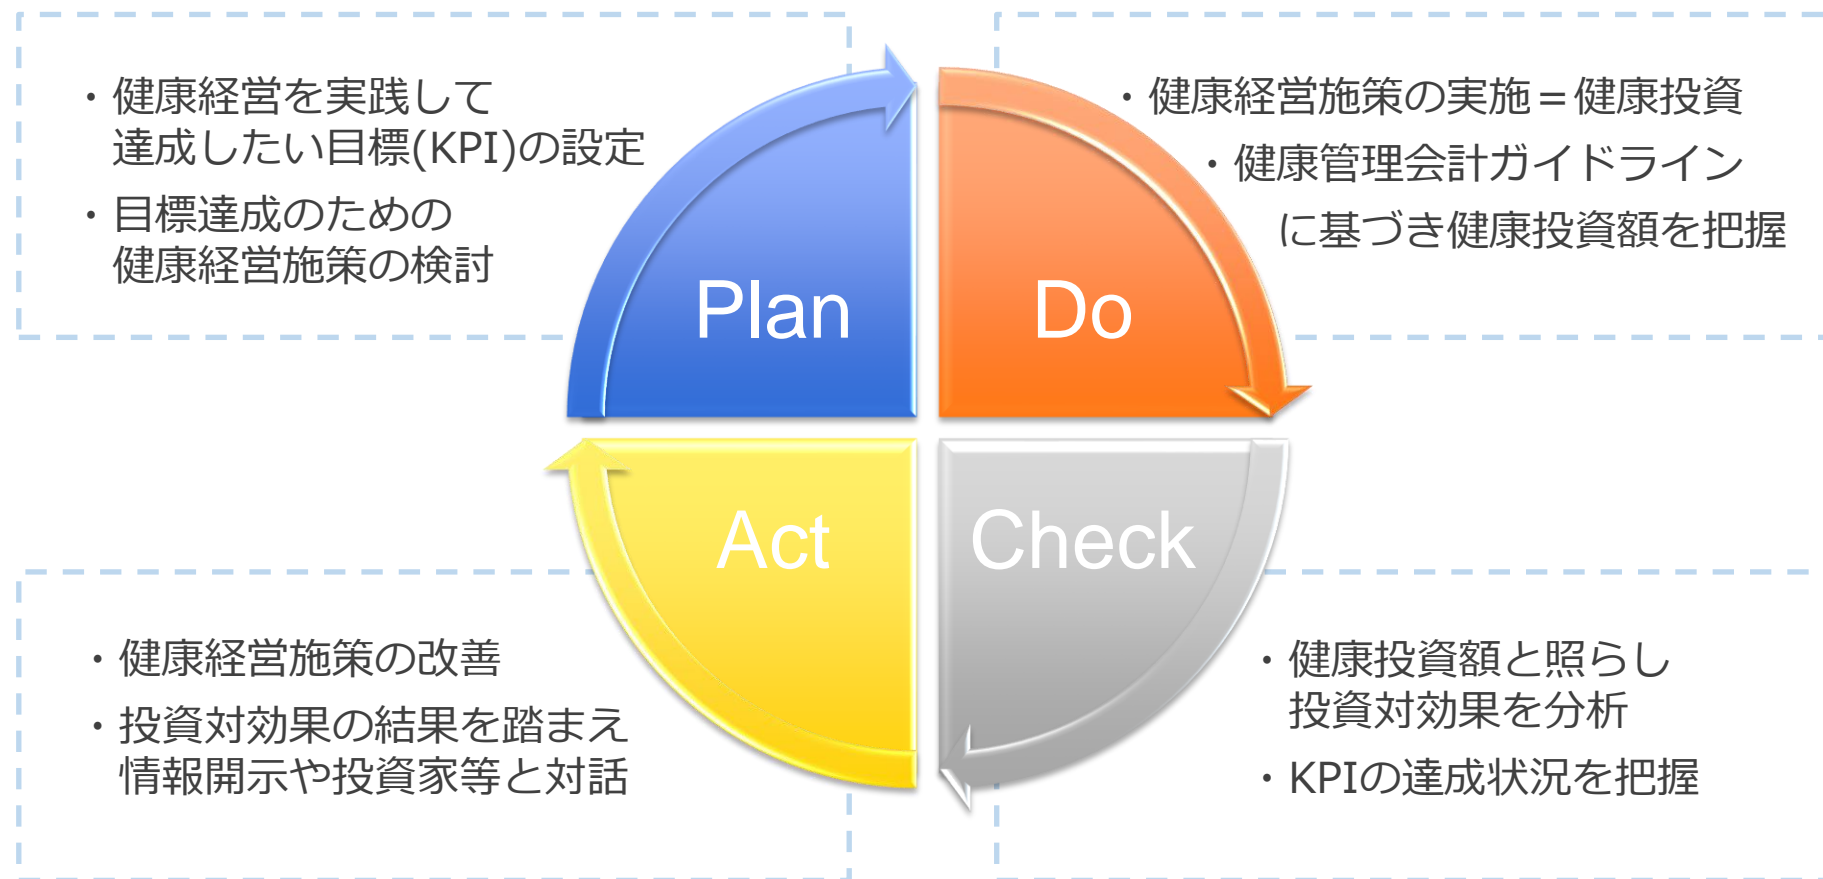 ・健康経営を実践して
達成したい目標(KPI)の設定
・目標達成のための
健康経営施策の検討
・健康経営施策の実施＝健康投資
・健康管理会計ガイドライン
に基づき健康投資額を把握
Plan
Do
Act
Check
・健康経営施策の改善
・投資対効果の結果を踏まえ
情報開示や投資家等と対話
・健康投資額と照らし
投資対効果を分析
・KPIの達成状況を把握